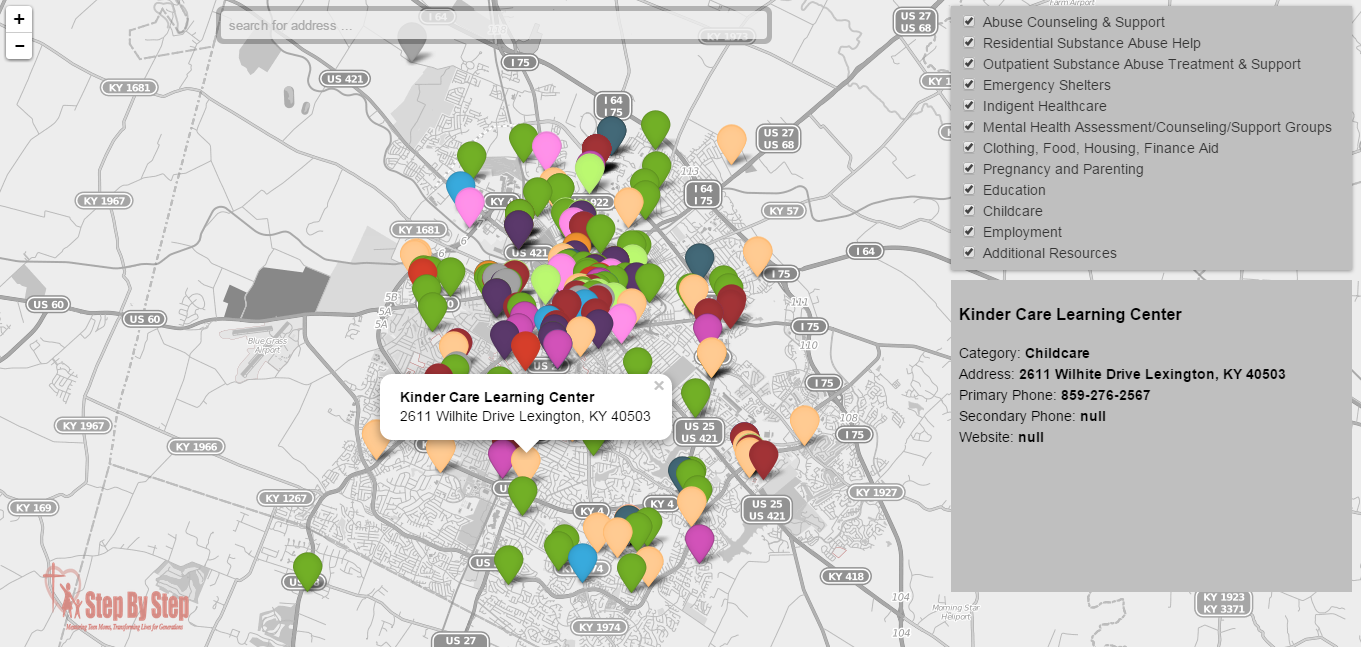 +
−
search for address ...
Abuse Counseling & Support
Residential Substance Abuse Help
Outpatient Substance Abuse Treatment & Support
Emergency Shelters
Indigent Healthcare
Mental Health Assessment/Counseling/Support Groups
Clothing, Food, Housing, Finance Aid
Pregnancy and Parenting
Education
Childcare
Employment
Additional Resources
Kinder Care Learning Center
Category: Childcare
Address: 2611 Wilhite Drive Lexington, KY 40503
Primary Phone: 859-276-2567
Secondary Phone: null
Website: null
×
Kinder Care Learning Center
2611 Wilhite Drive Lexington, KY 40503
I 64
Farm Airport
US 27
US 68
KY 1973
I 75
US 421
KY 1681
I 64
I 75
US 27
US 68
113
I 64
I 75
KY 1967
KY 57
KY 1681
6
6
US 421
I 64
I 75
5B
5A
5A
US 60
US 60
111
I 75
110
Blue Grass
Airport
I 75
108
KY 1967
KY 1966
US 25
US 421
I 75
KY 1267
KY 169
KY 4
KY 4
US 25
US 421
KY 1927
KY 418
104
104
Morning Star
Heliport
KY 1923
KY 3371
KY 1974
US 27
Step By Step
Mentoring Teen Moms, Transforming Lives for Generations